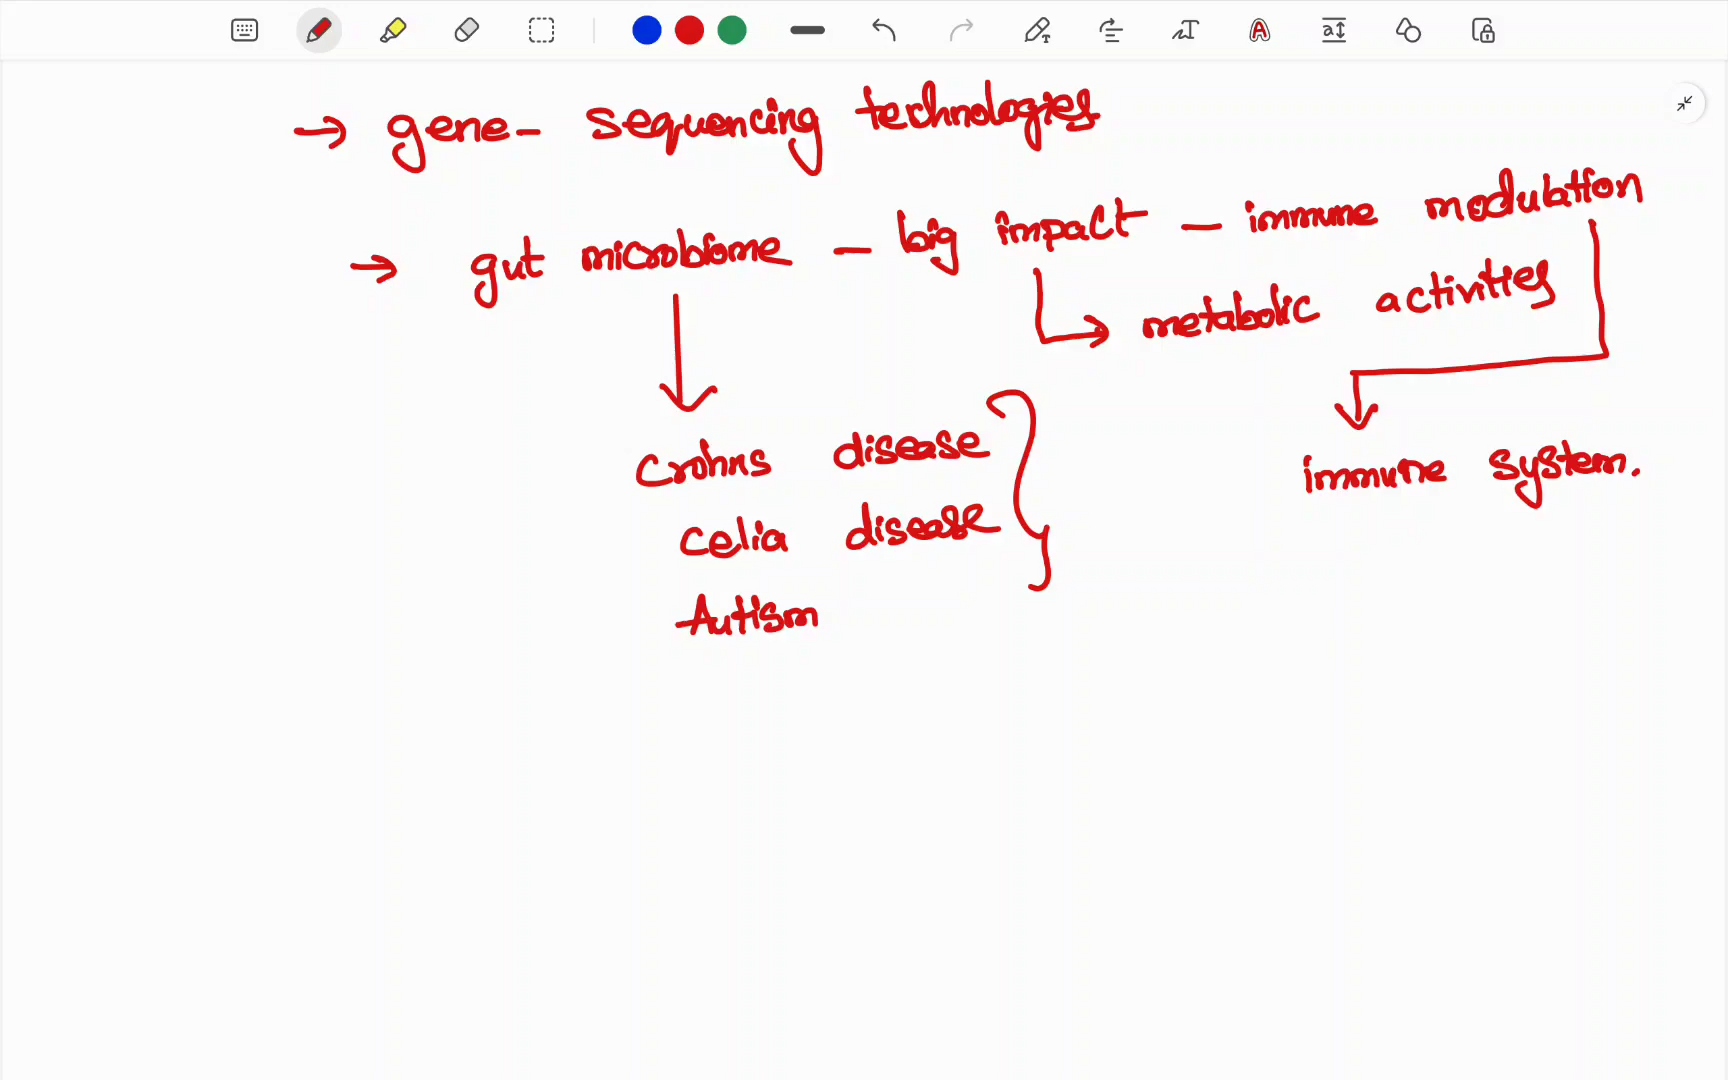 → gene- sequencing technologies
→ gut microbiome - big impact - immune modulation
→ metabolic activities
Crohns disease
immune system.
Celia disease
Autism